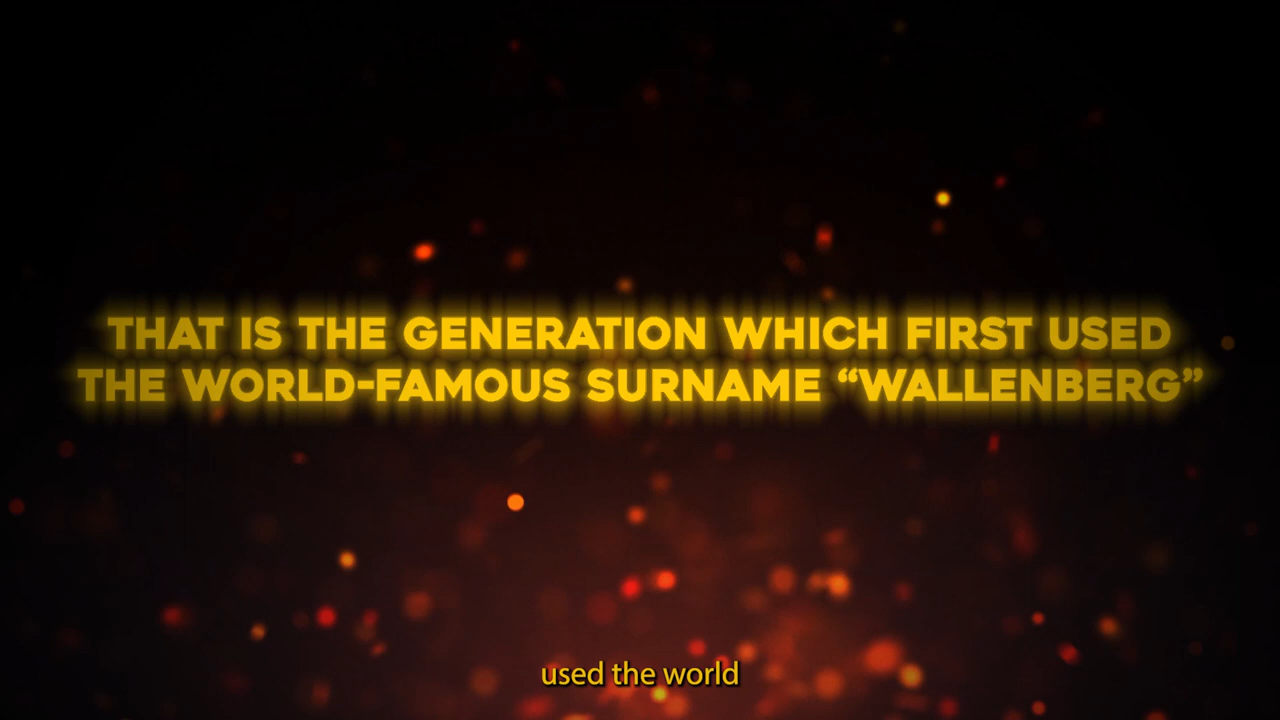 THAT IS THE GENERATION WHICH FIRST USED
THE WORLD-FAMOUS SURNAME “WALLENBERG”
used the world